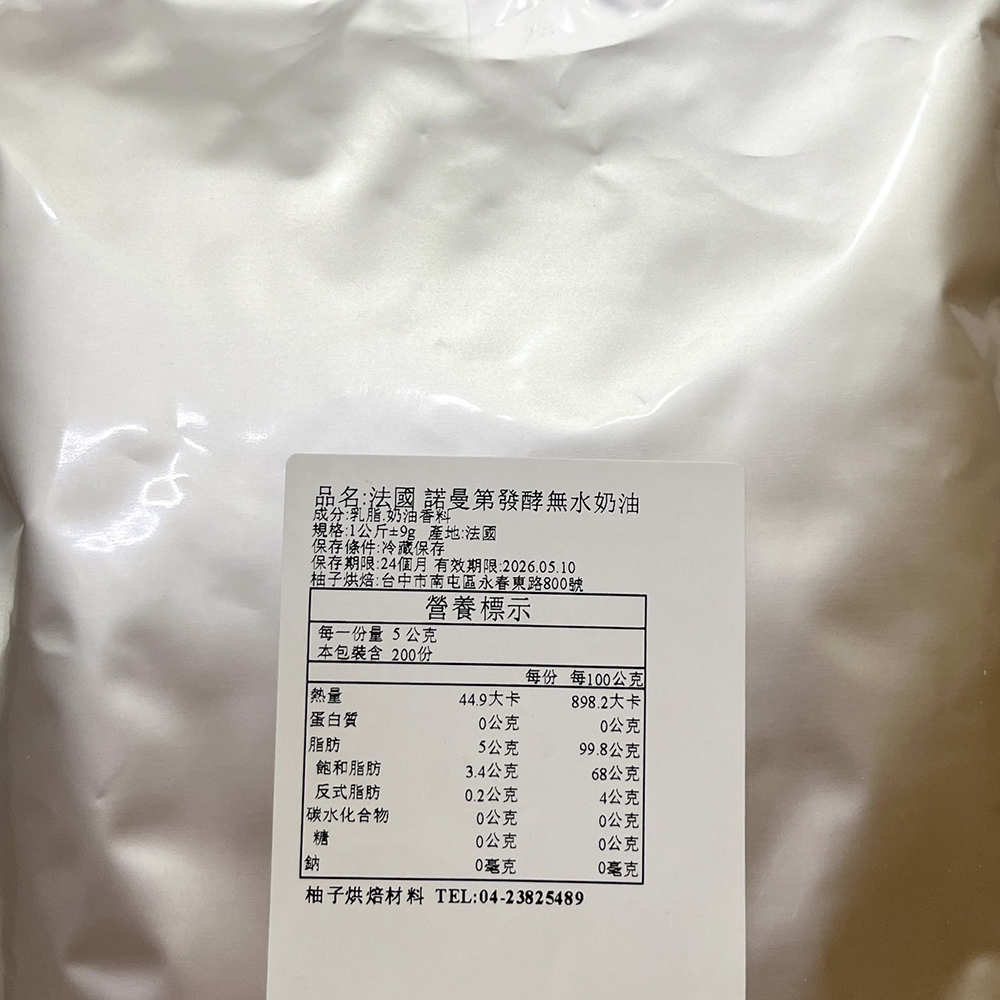 品名:法國 諾曼第發酵無水奶油
成分:乳脂.奶油香料
規格:1公斤±9g 產地:法國
保存條件:冷藏保存
保存期限:24個月 有效期限:2026.05.10
柚子烘焙:台中市南屯區永春東路800號
營養標示
每一份量 5公克
本包裝含 200份
每份 每100公克
熱量 44.9大卡 898.2大卡
蛋白質 0公克 0公克
脂肪 5公克 99.8公克
飽和脂肪 3.4公克 68公克
反式脂肪 0.2公克 4公克
碳水化合物 0公克 0公克
糖 0公克 0公克
鈉 0毫克 0毫克
柚子烘焙材料 TEL:04-23825489